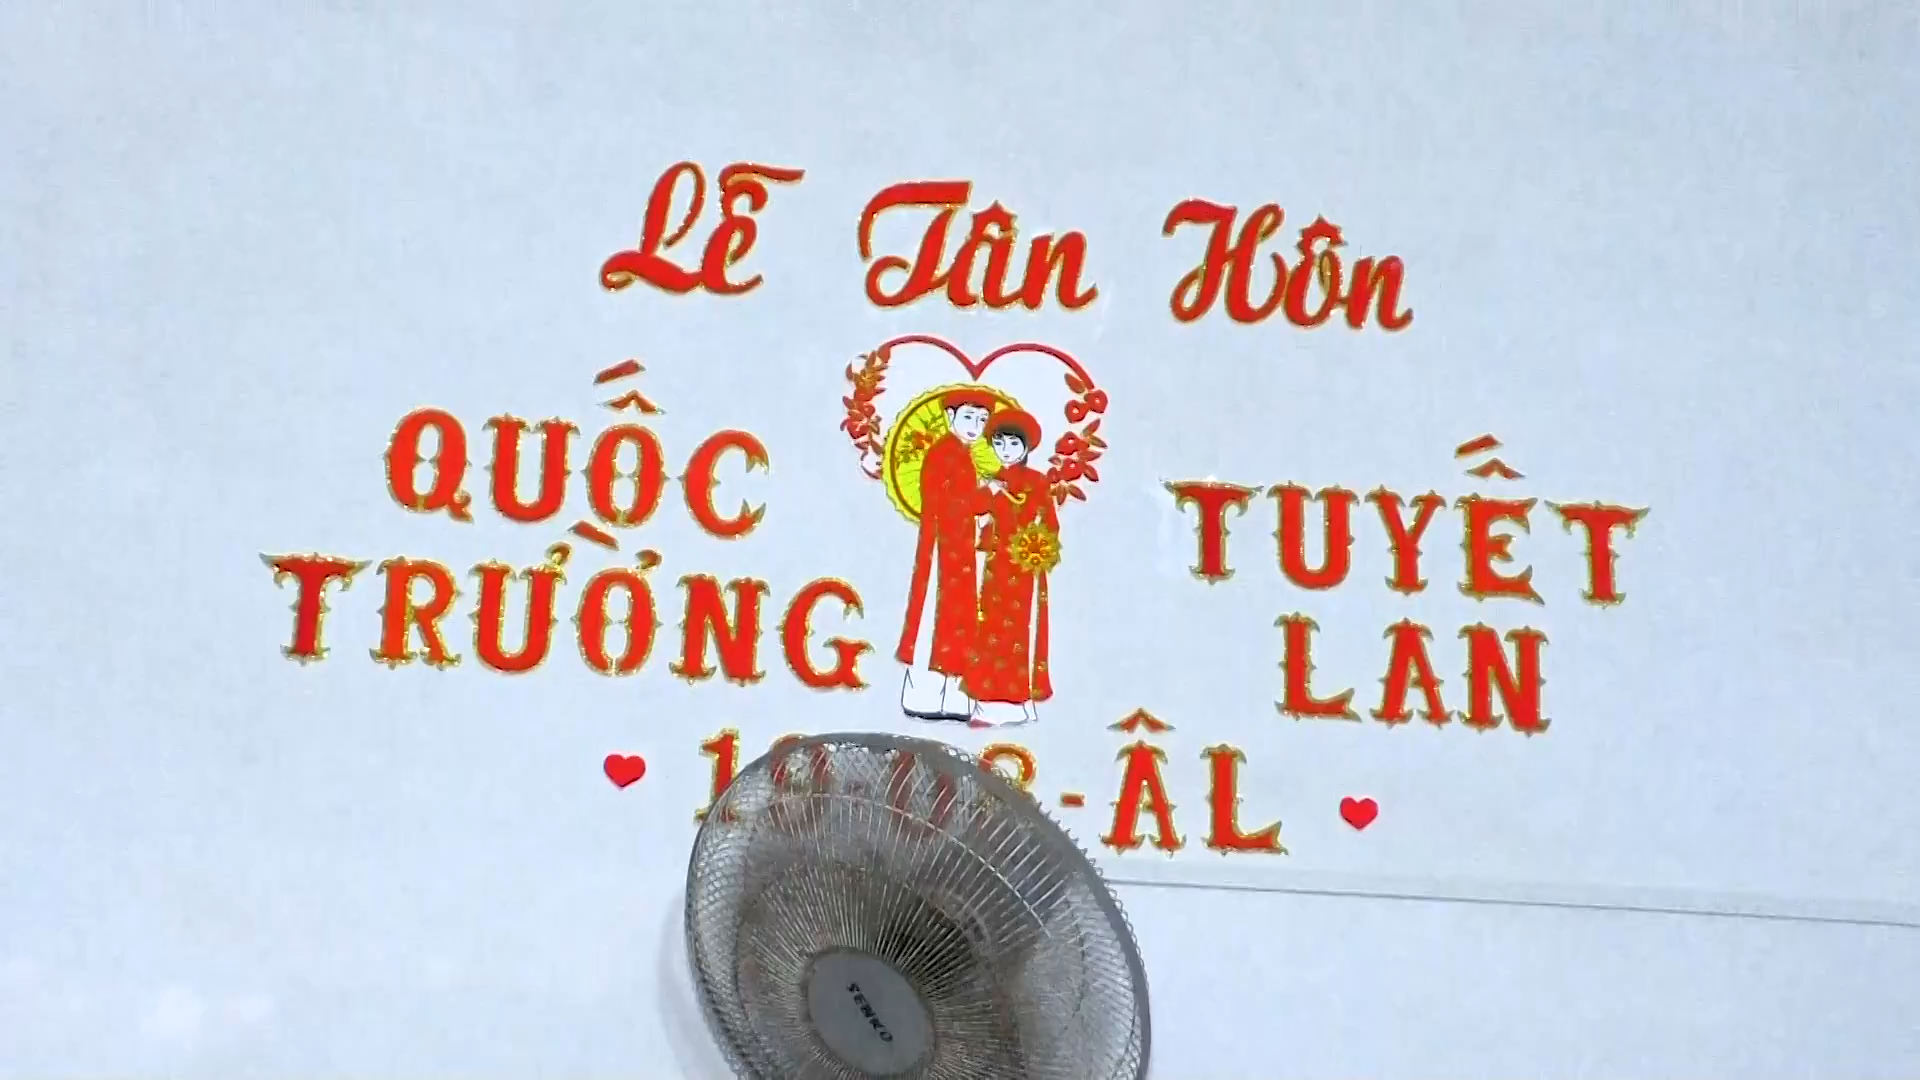 Lễ Tân Hôn
QUỐC
TRƯỜNG
TUYẾT
LAN
ÂL
SENKO